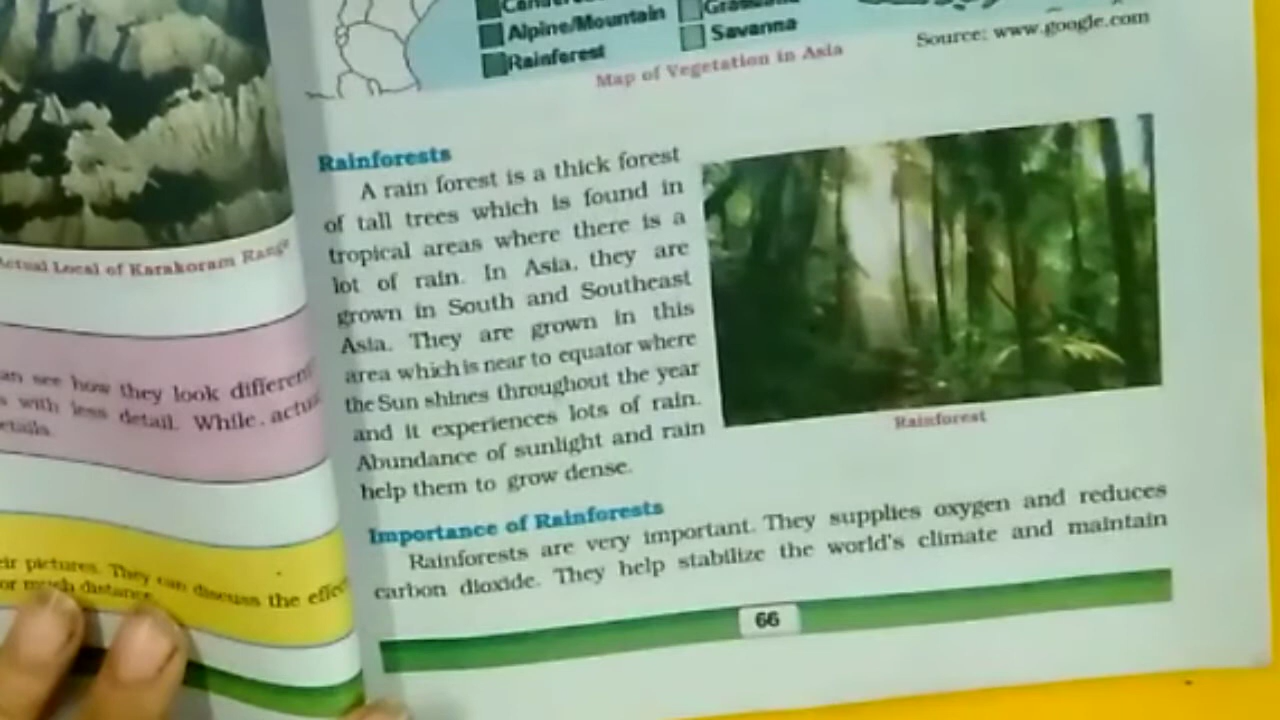 Actual Local of Karakoram Range
see how they look different
with less detail. While, actual
pictures. They can discuss the
or much distance.
Alpine/Mountain
Rainforest
Savanna
Source: www.google.com
Map of Vegetation in Asia
Rainforests
A rain forest is a thick forest
of tall trees which is found in
tropical areas where there is a
lot of rain. In Asia, they are
grown in South and Southeast
Asia. They are grown in this
area which is near to equator where
the Sun shines throughout the year
and it experiences lots of rain.
Abundance of sunlight and rain
help them to grow dense.
Rainforest
Importance of Rainforests
Rainforests are very important. They supplies oxygen and reduces
carbon dioxide. They help stabilize the world's climate and maintain
66